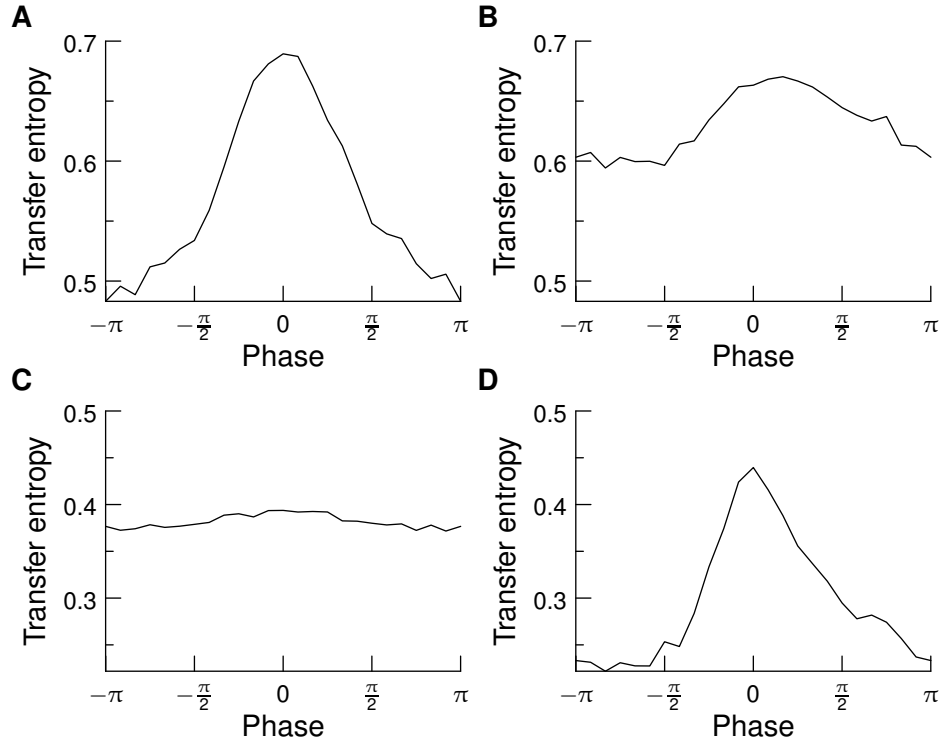 A
Transfer entropy
0.7
0.6
0.5
−π
−π/2
0
π/2
π
Phase
B
Transfer entropy
0.7
0.6
0.5
−π
−π/2
0
π/2
π
Phase
C
Transfer entropy
0.5
0.4
0.3
−π
−π/2
0
π/2
π
Phase
D
Transfer entropy
0.5
0.4
0.3
−π
−π/2
0
π/2
π
Phase